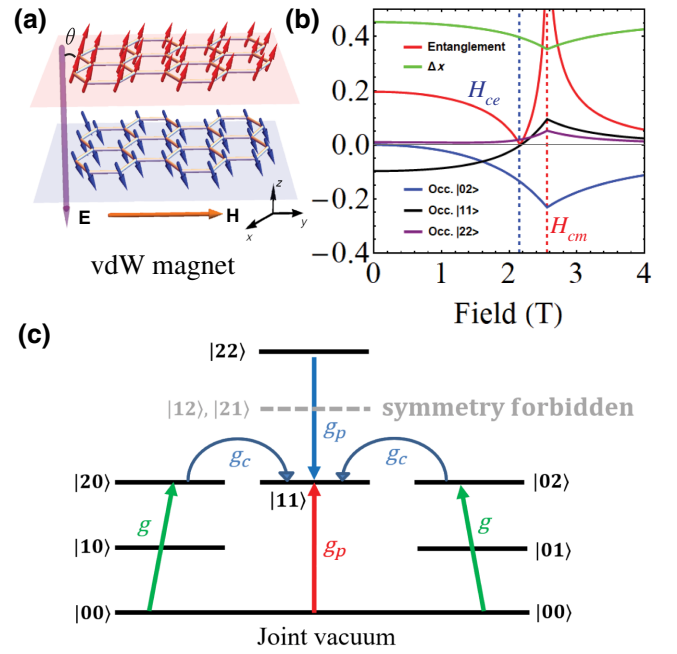 (a)
θ
E
H
z
y
x
vdW magnet
(b)
0.4
0.2
0.0
−0.2
−0.4
Entanglement
Δx
H_ce
Occ. |02>
Occ. |11>
Occ. |22>
H_cm
0 1 2 3 4
Field (T)
(c)
|22⟩
|12⟩, |21⟩ symmetry forbidden
g_p
g_c g_c
|20⟩ |11⟩ |02⟩
g g_p g
|10⟩ |01⟩
|00⟩ |00⟩
Joint vacuum